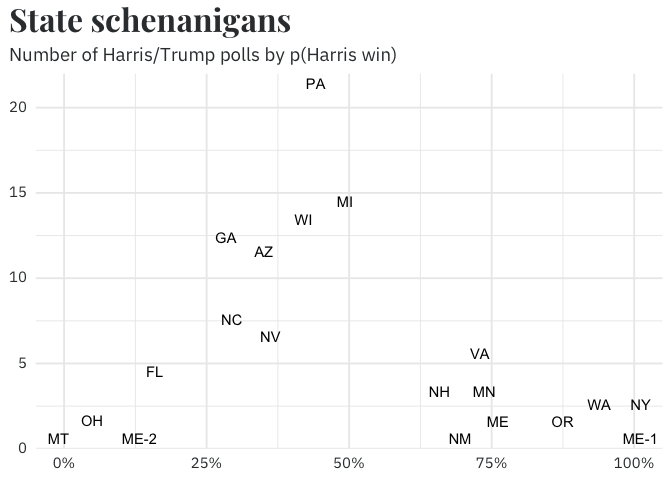 State schenanigans
Number of Harris/Trump polls by p(Harris win)
PA
20
15
MI
WI
GA
AZ
10
NC
NV
5
VA
FL
NH MN
WA NY
OH
ME OR
MT ME-2 NM ME-1
0
0% 25% 50% 75% 100%